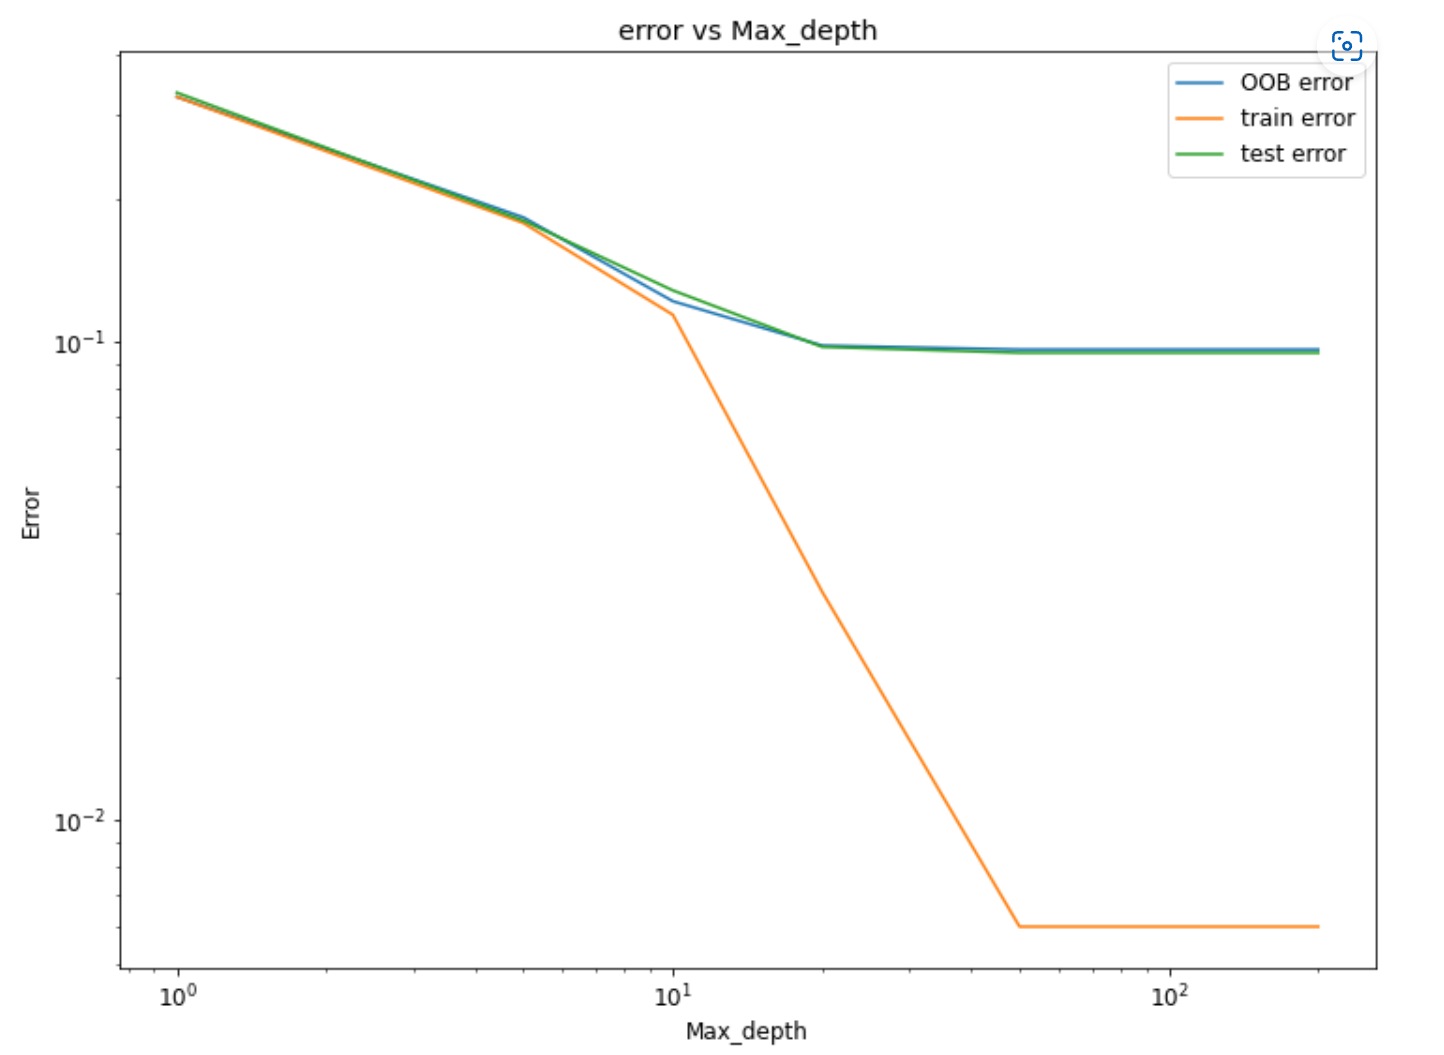 error vs Max_depth
OOB error
train error
test error
10⁻¹
10⁻²
Error
10⁰
10¹
10²
Max_depth